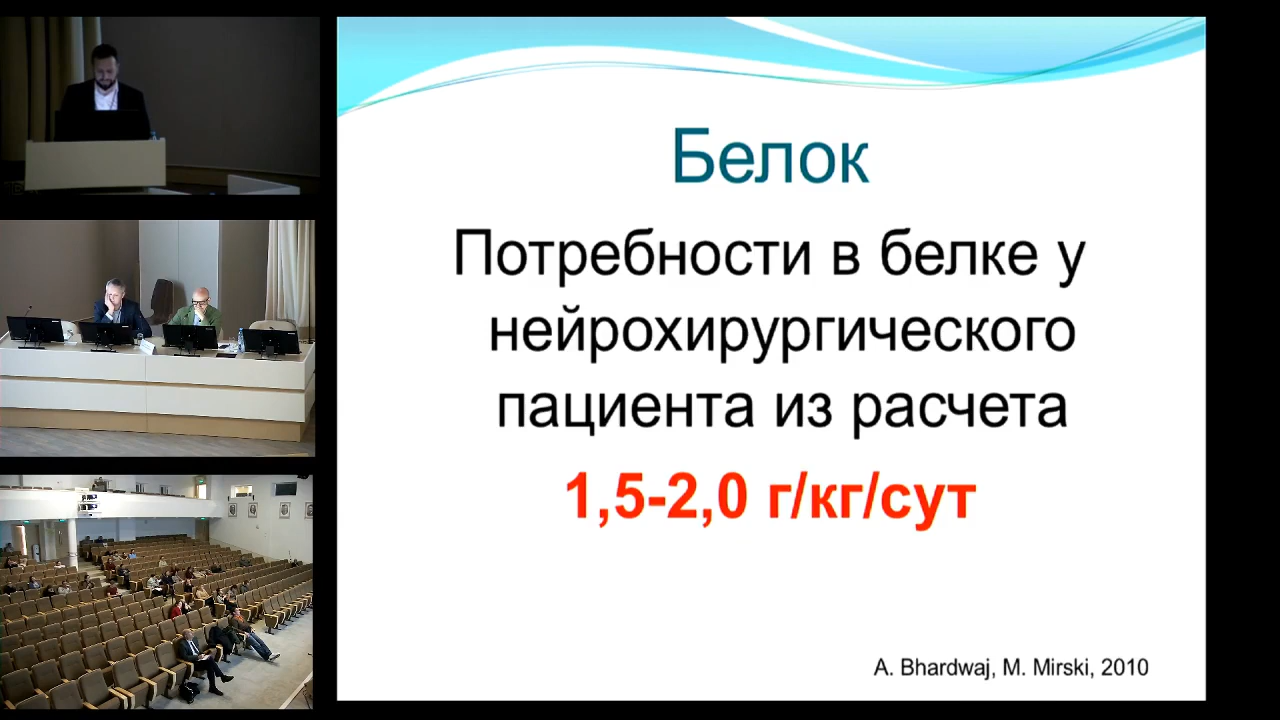 Белок
Потребности в белке у
нейрохирургического
пациента из расчета
1,5-2,0 г/кг/сут
A. Bhardwaj, M. Mirski, 2010